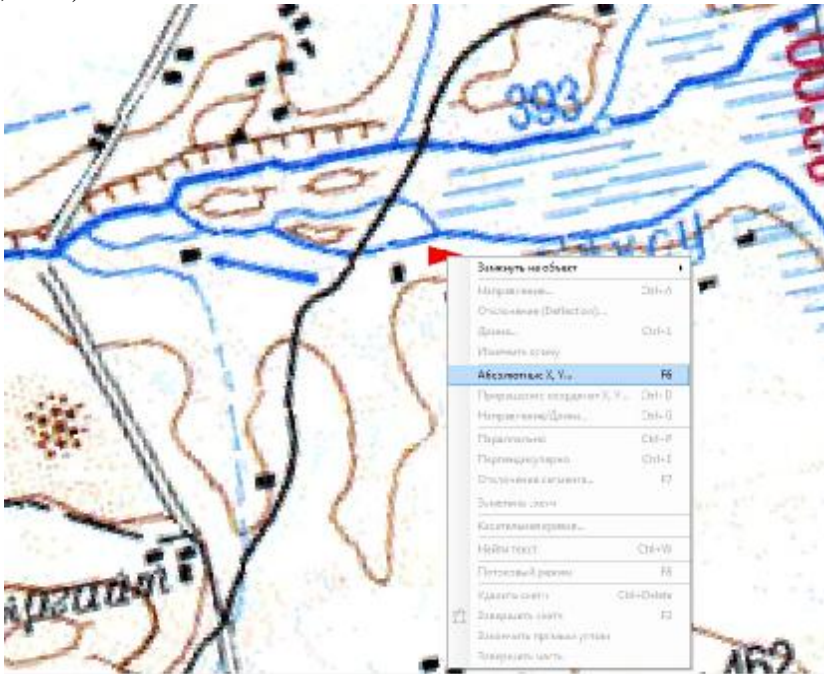 393
Замкнуть на объект
Направление... Ctrl+A
Отклонение (Deflection)...
Длина... Ctrl+L
Изменить длину
Абсолютные X, Y... F6
Приращение координат X, Y... Ctrl+D
Направление/Длина... Ctrl+G
Параллельно Ctrl+P
Перпендикулярно Ctrl+E
Отклонение сегмента... F7
Заменить скетч
Касательная кривая...
Найти текст Ctrl+W
Потоковый режим F8
Удалить скетч Ctrl+Delete
Завершить скетч F2
Закончить прямым углом
Завершить часть
462